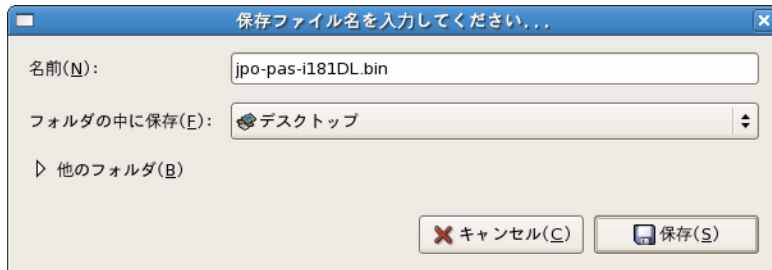 保存ファイル名を入力してください...
名前(N): jpo-pas-i181DL.bin
フォルダの中に保存(F): デスクトップ
他のフォルダ(B)
キャンセル(C) 保存(S)